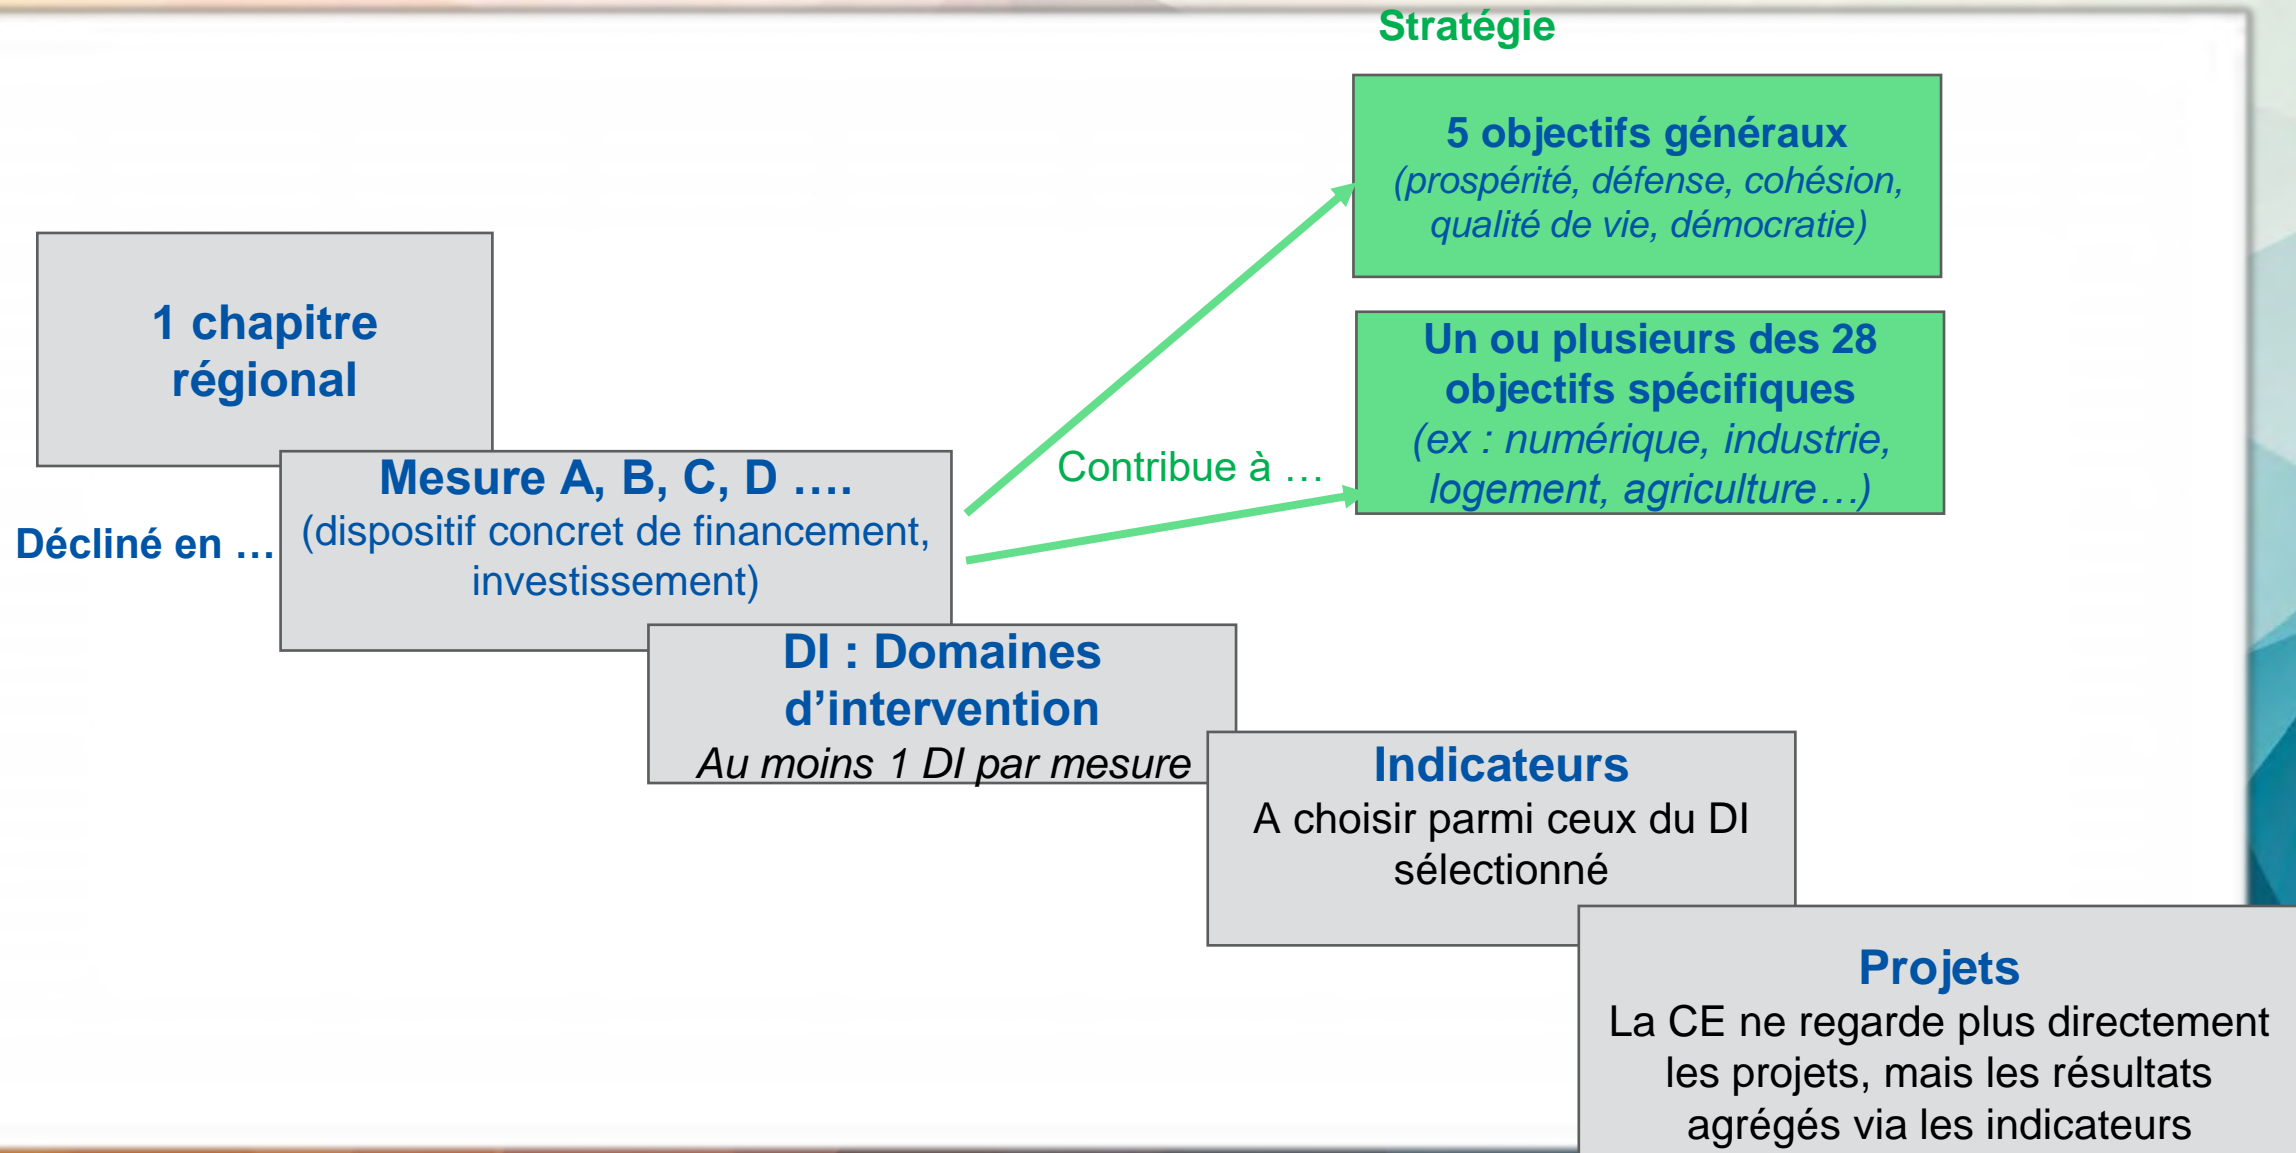 Stratégie
5 objectifs généraux
(prospérité, défense, cohésion,
qualité de vie, démocratie)
1 chapitre
régional
Un ou plusieurs des 28
objectifs spécifiques
(ex : numérique, industrie,
logement, agriculture…)
Contribue à …
Décliné en …
Mesure A, B, C, D ….
(dispositif concret de financement,
investissement)
DI : Domaines
d’intervention
Au moins 1 DI par mesure
Indicateurs
A choisir parmi ceux du DI
sélectionné
Projets
La CE ne regarde plus directement
les projets, mais les résultats
agrégés via les indicateurs